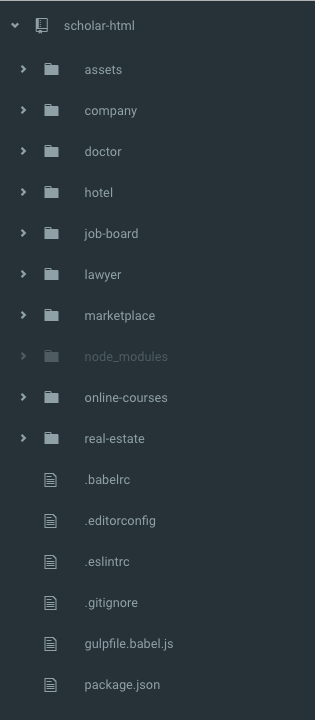 scholar-html
assets
company
doctor
hotel
job-board
lawyer
marketplace
node_modules
online-courses
real-estate
.babelrc
.editorconfig
.eslintrc
.gitignore
gulpfile.babel.js
package.json